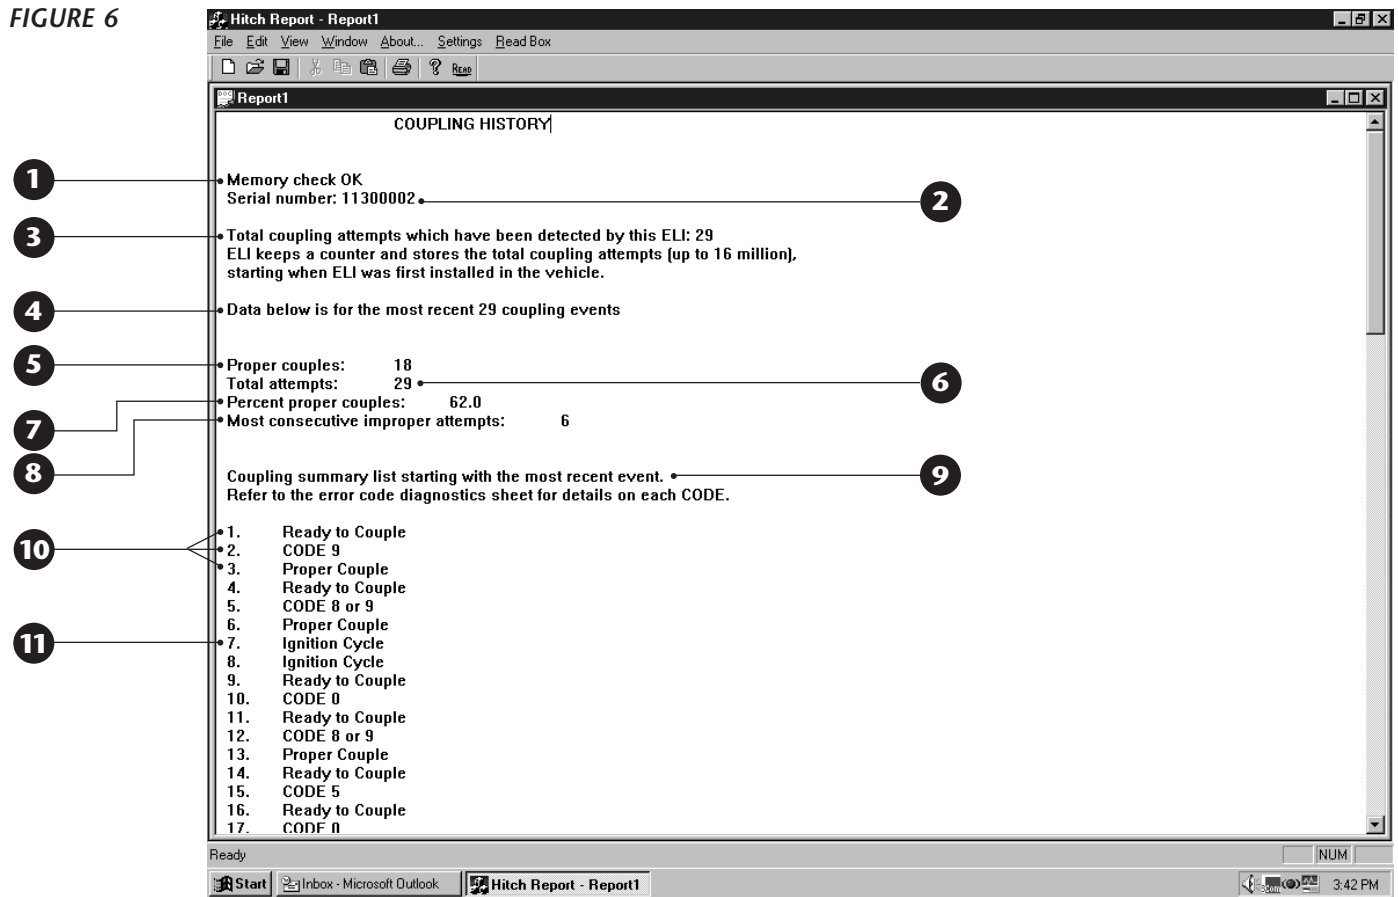 FIGURE 6
Hitch Report - Report1
File Edit View Window About... Settings Read Box
READ
Report1
COUPLING HISTORY
1 Memory check OK
Serial number: 11300002 2
3 Total coupling attempts which have been detected by this ELI: 29
ELI keeps a counter and stores the total coupling attempts (up to 16 million),
starting when ELI was first installed in the vehicle.
4 Data below is for the most recent 29 coupling events
5 Proper couples: 18
Total attempts: 29 6
7 Percent proper couples: 62.0
8 Most consecutive improper attempts: 6
Coupling summary list starting with the most recent event. 9
Refer to the error code diagnostics sheet for details on each CODE.
10
1. Ready to Couple
2. CODE 9
3. Proper Couple
4. Ready to Couple
5. CODE 8 or 9
6. Proper Couple
11 7. Ignition Cycle
8. Ignition Cycle
9. Ready to Couple
10. CODE 0
11. Ready to Couple
12. CODE 8 or 9
13. Proper Couple
14. Ready to Couple
15. CODE 5
16. Ready to Couple
17. CODE 0
Ready NUM
Start Inbox - Microsoft Outlook Hitch Report - Report1 3:42 PM